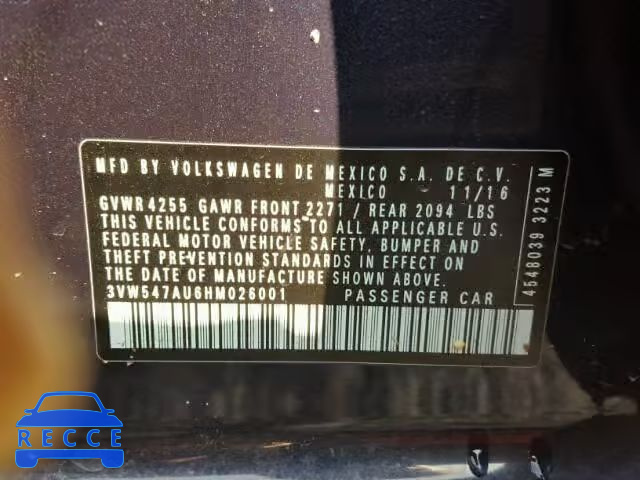 MFD BY VOLKSWAGEN DE MEXICO S.A. DE C.V.
MEXICO 11/16
GVWR 4255 GAWR FRONT 2271 / REAR 2094 LBS
THIS VEHICLE CONFORMS TO ALL APPLICABLE U.S.
FEDERAL MOTOR VEHICLE SAFETY, BUMPER AND
THEFT PREVENTION STANDARDS IN EFFECT ON
THE DATE OF MANUFACTURE SHOWN ABOVE.
3VW547AU6HM026001 PASSENGER CAR
4548039 3223 M
RECCE